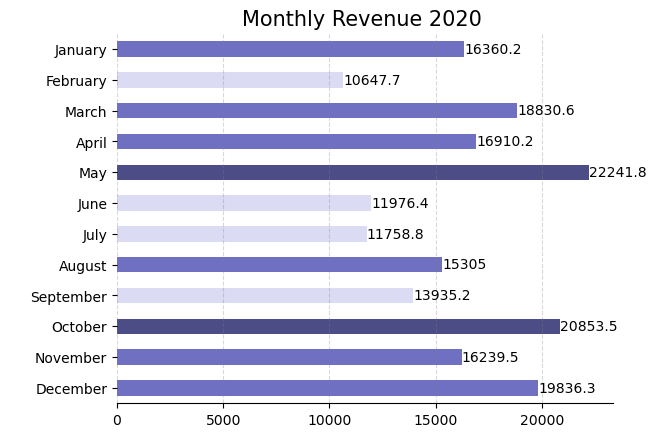 Monthly Revenue 2020
January 16360.2
February 10647.7
March 18830.6
April 16910.2
May 22241.8
June 11976.4
July 11758.8
August 15305
September 13935.2
October 20853.5
November 16239.5
December 19836.3
0 5000 10000 15000 20000